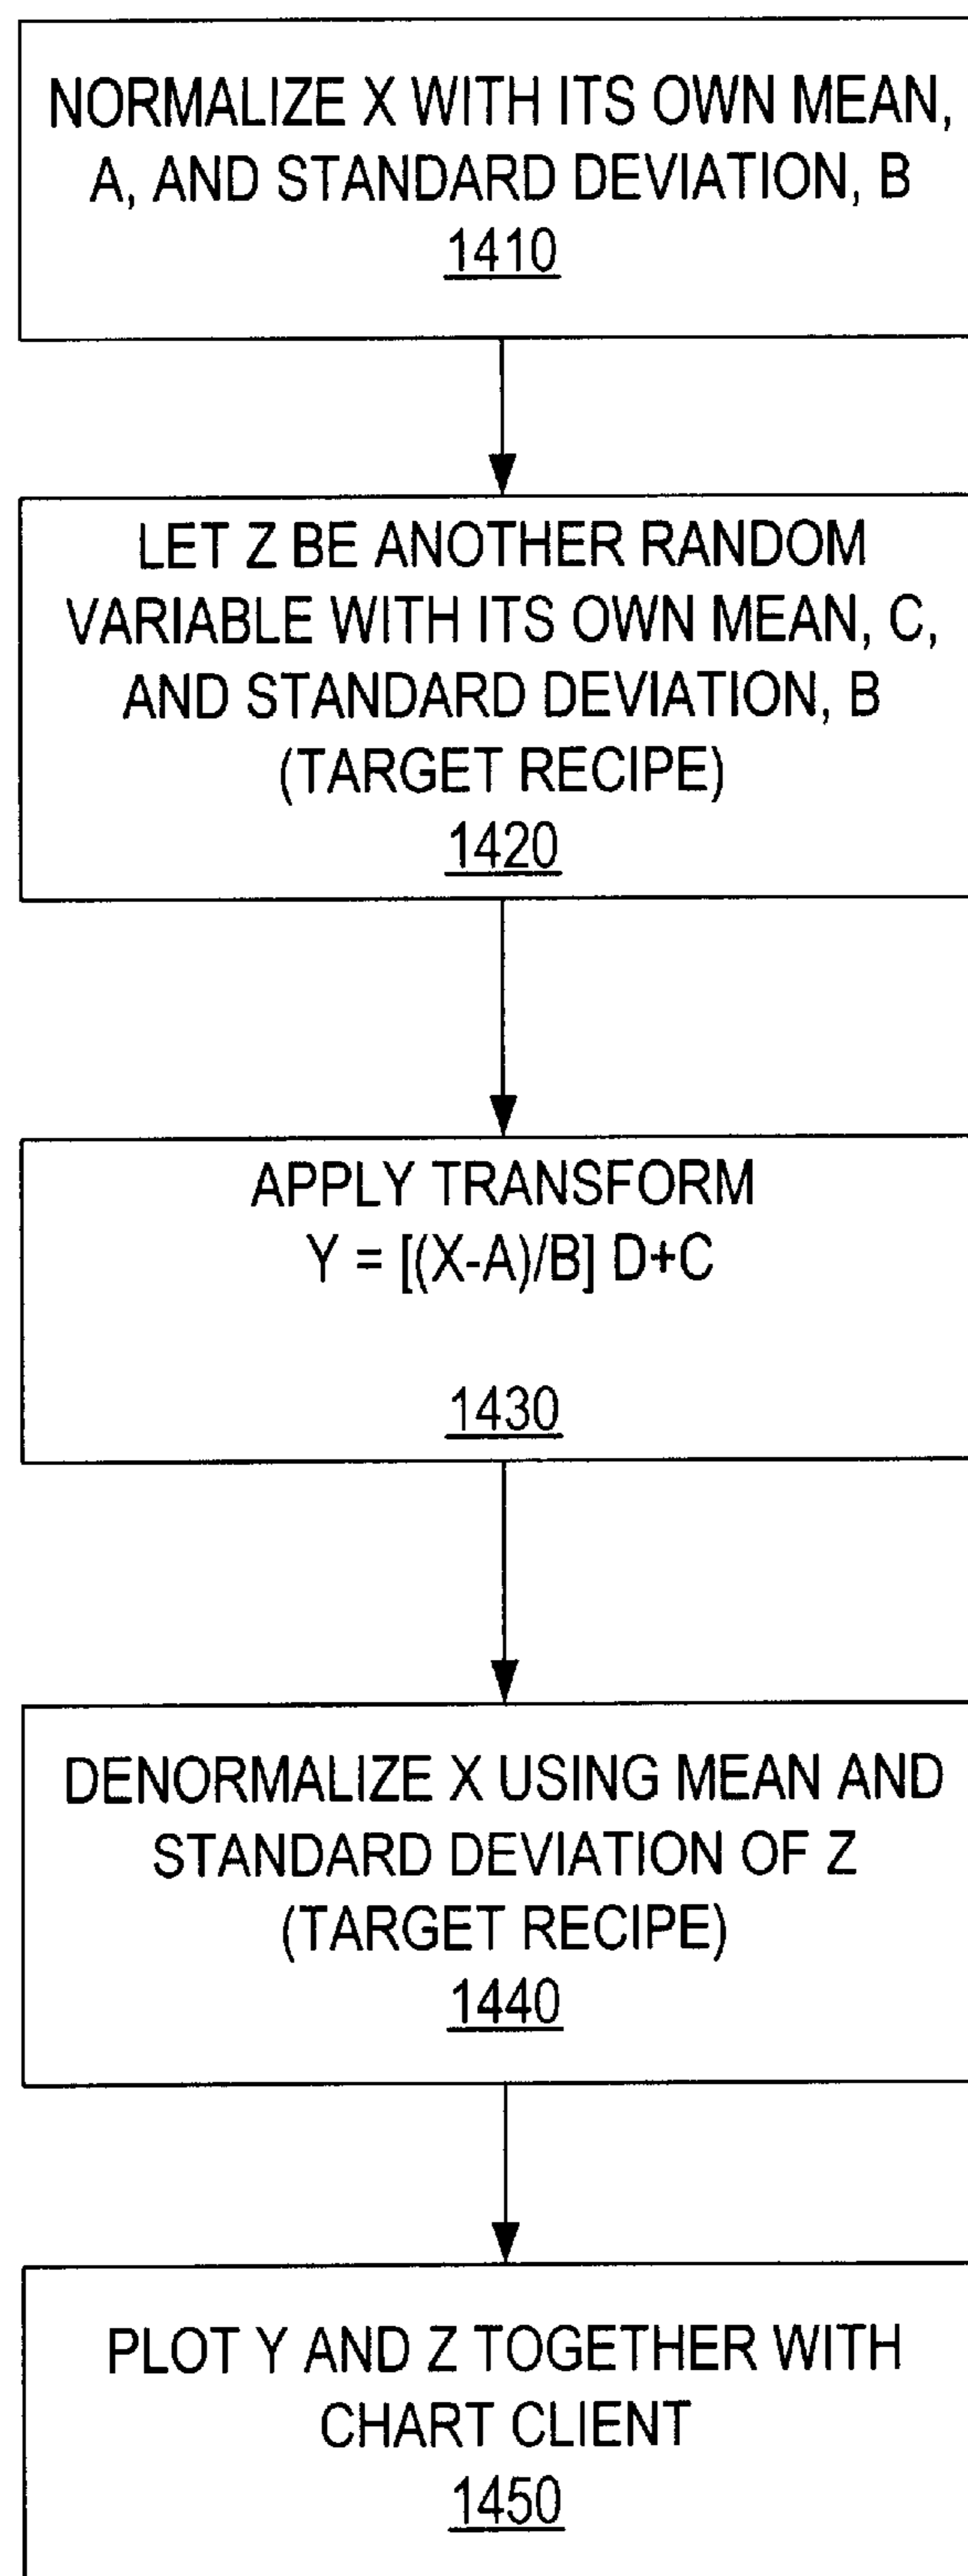 NORMALIZE X WITH ITS OWN MEAN,
A, AND STANDARD DEVIATION, B
1410
LET Z BE ANOTHER RANDOM
VARIABLE WITH ITS OWN MEAN, C,
AND STANDARD DEVIATION, B
(TARGET RECIPE)
1420
APPLY TRANSFORM
Y = [(X-A)/B] D+C
1430
DENORMALIZE X USING MEAN AND
STANDARD DEVIATION OF Z
(TARGET RECIPE)
1440
PLOT Y AND Z TOGETHER WITH
CHART CLIENT
1450